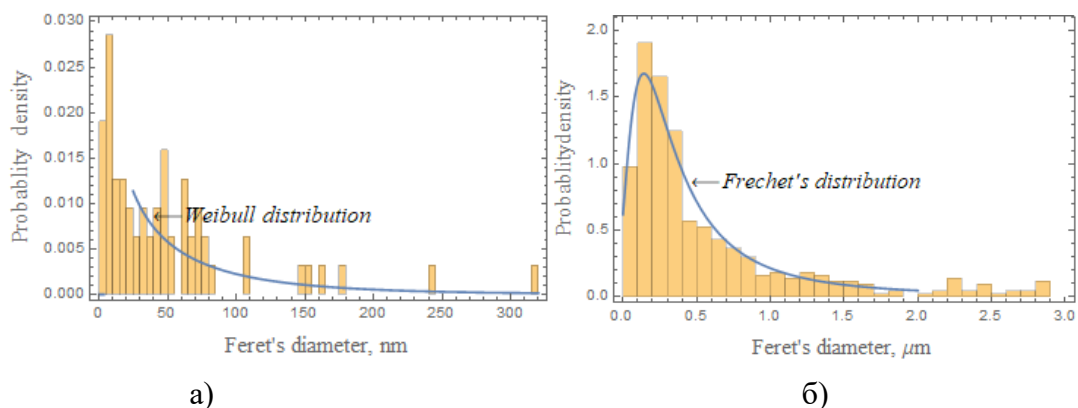 0.030
0.025
0.020
0.015
0.010
0.005
0.000
Probablity density
←Weibull distribution
0 50 100 150 200 250 300
Feret's diameter, nm
а)
2.0
1.5
1.0
0.5
0.0
Probablitydensity
←Frechet's distribution
0.0 0.5 1.0 1.5 2.0 2.5 3.0
Feret's diameter, μm
б)